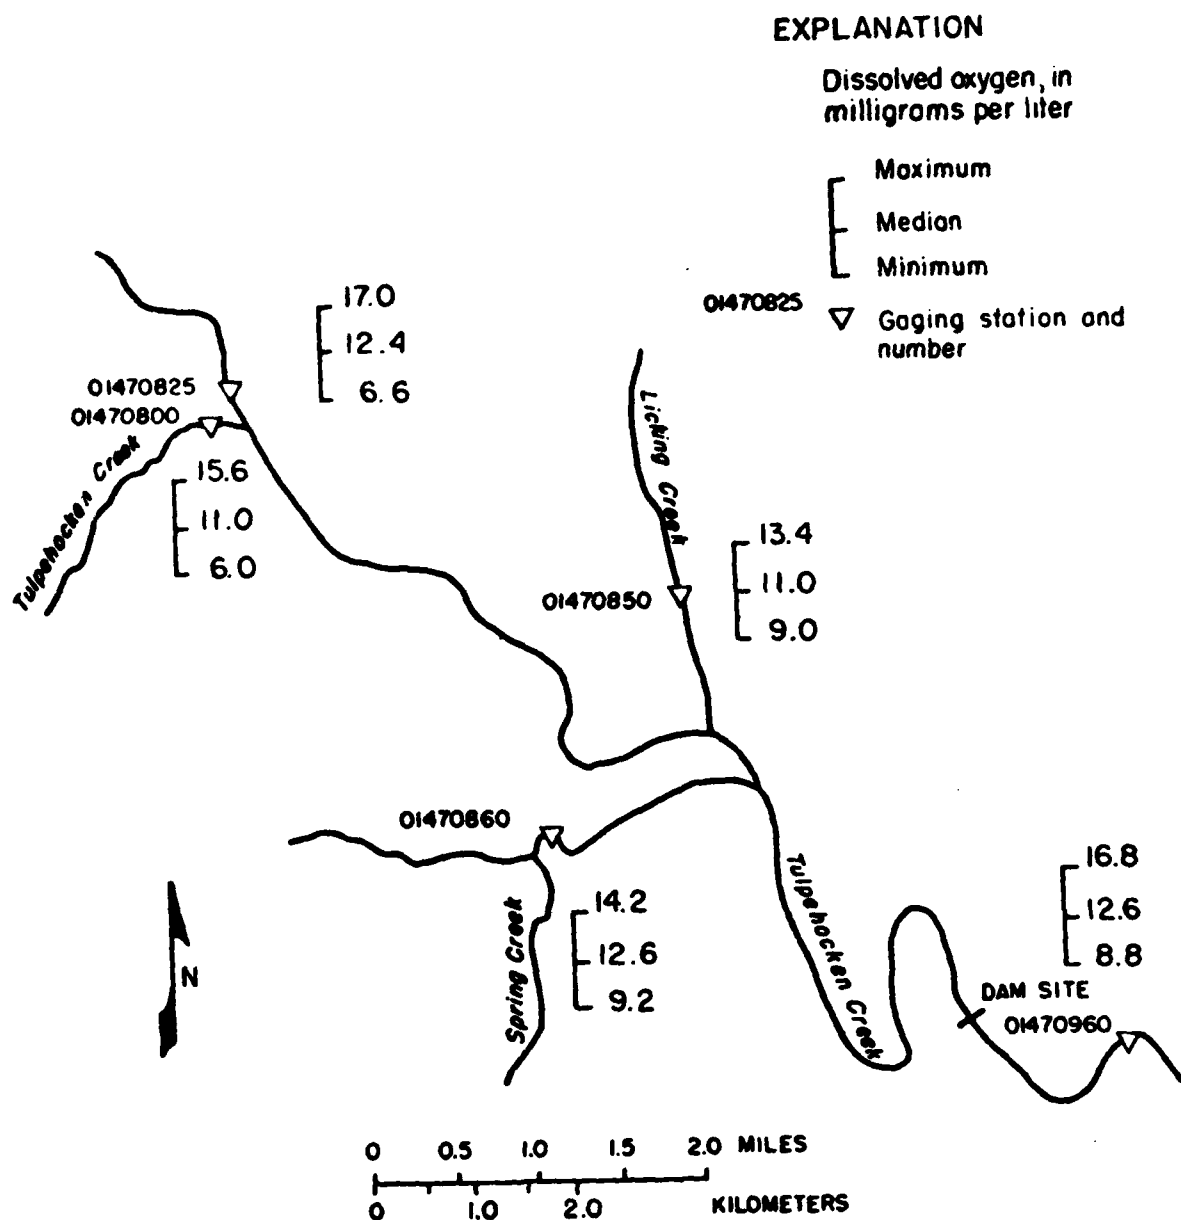 EXPLANATION
Dissolved oxygen, in
milligrams per liter
Maximum
Median
Minimum
01470825
Gaging station and
number
17.0
12.4
6.6
01470825
01470800
Tulpehocken Creek
15.6
11.0
6.0
Licking Creek
13.4
11.0
9.0
01470850
01470860
Spring Creek
14.2
12.6
9.2
Tulpehocken Creek
16.8
12.6
8.8
DAM SITE
01470960
N
0 0.5 1.0 1.5 2.0 MILES
0 1.0 2.0 KILOMETERS